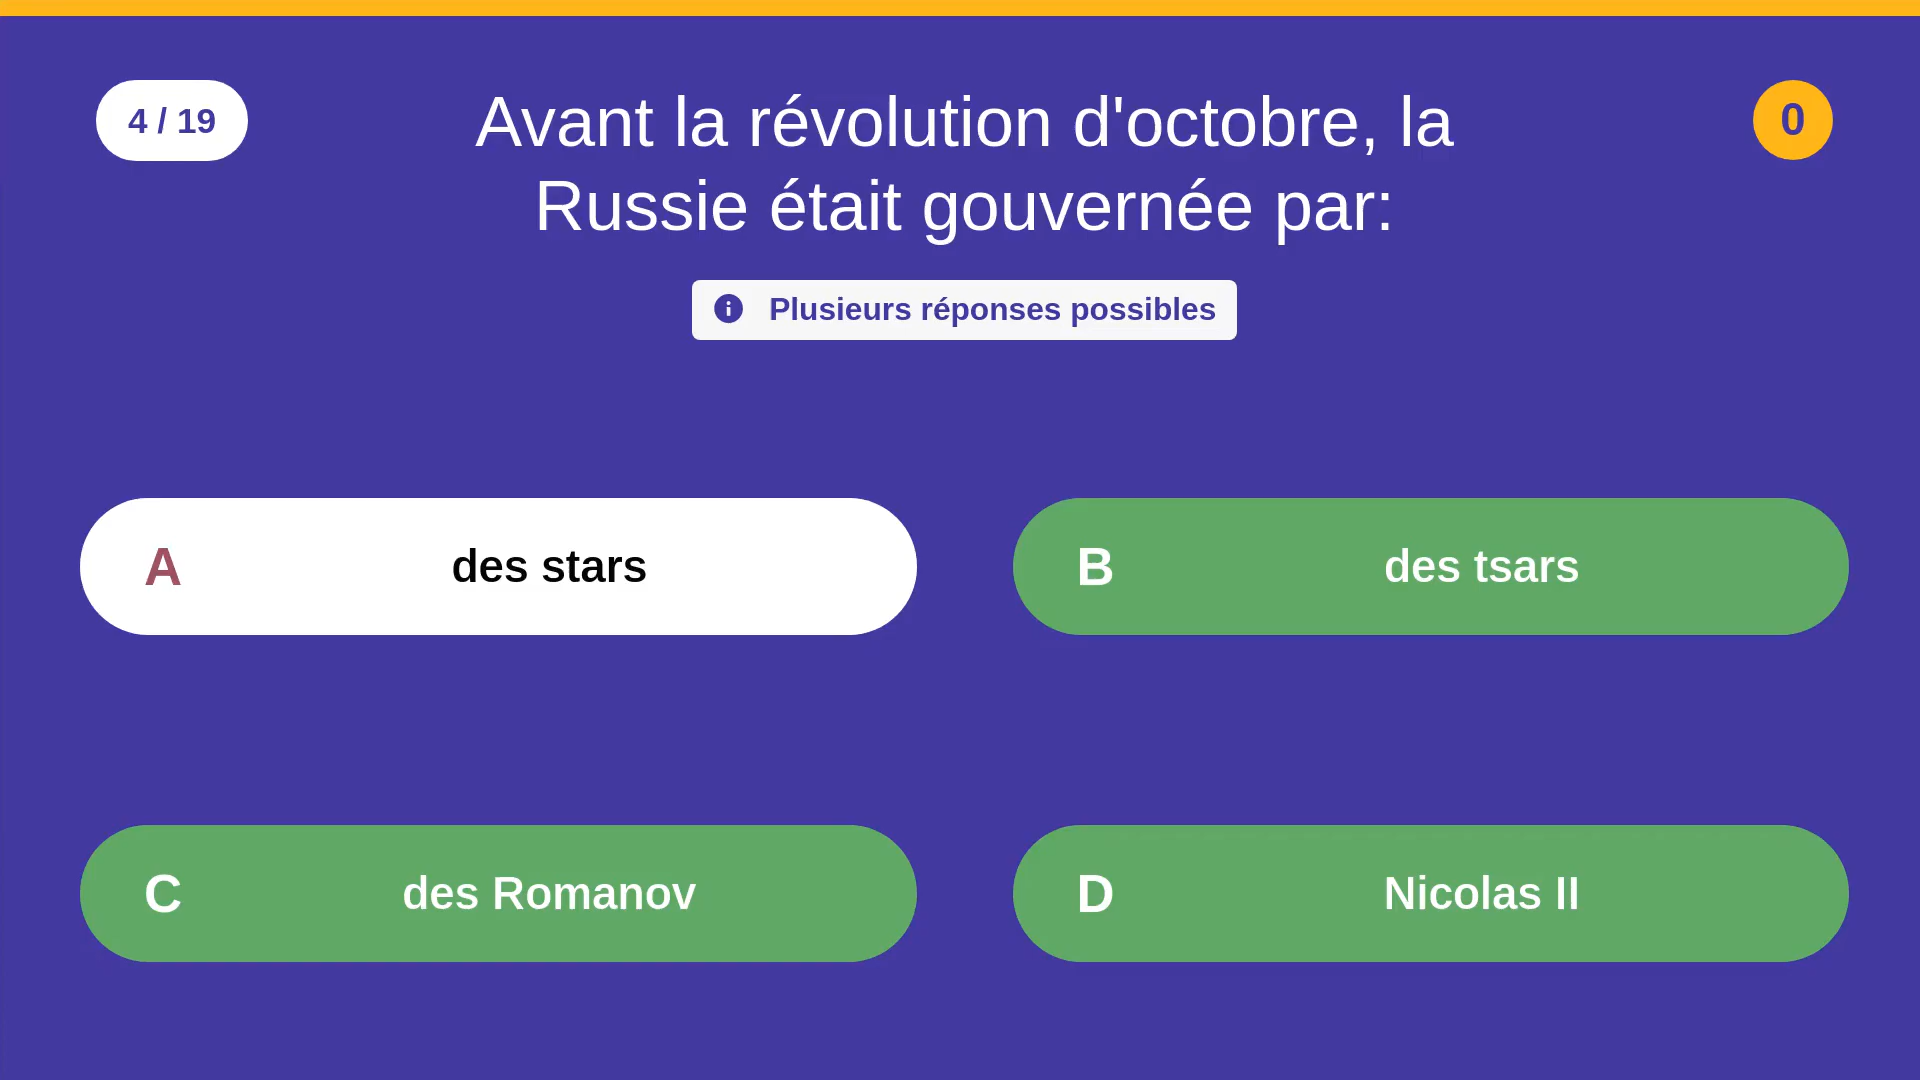 4 / 19
Avant la révolution d'octobre, la
Russie était gouvernée par:
0
Plusieurs réponses possibles
A des stars
B des tsars
C des Romanov
D Nicolas II